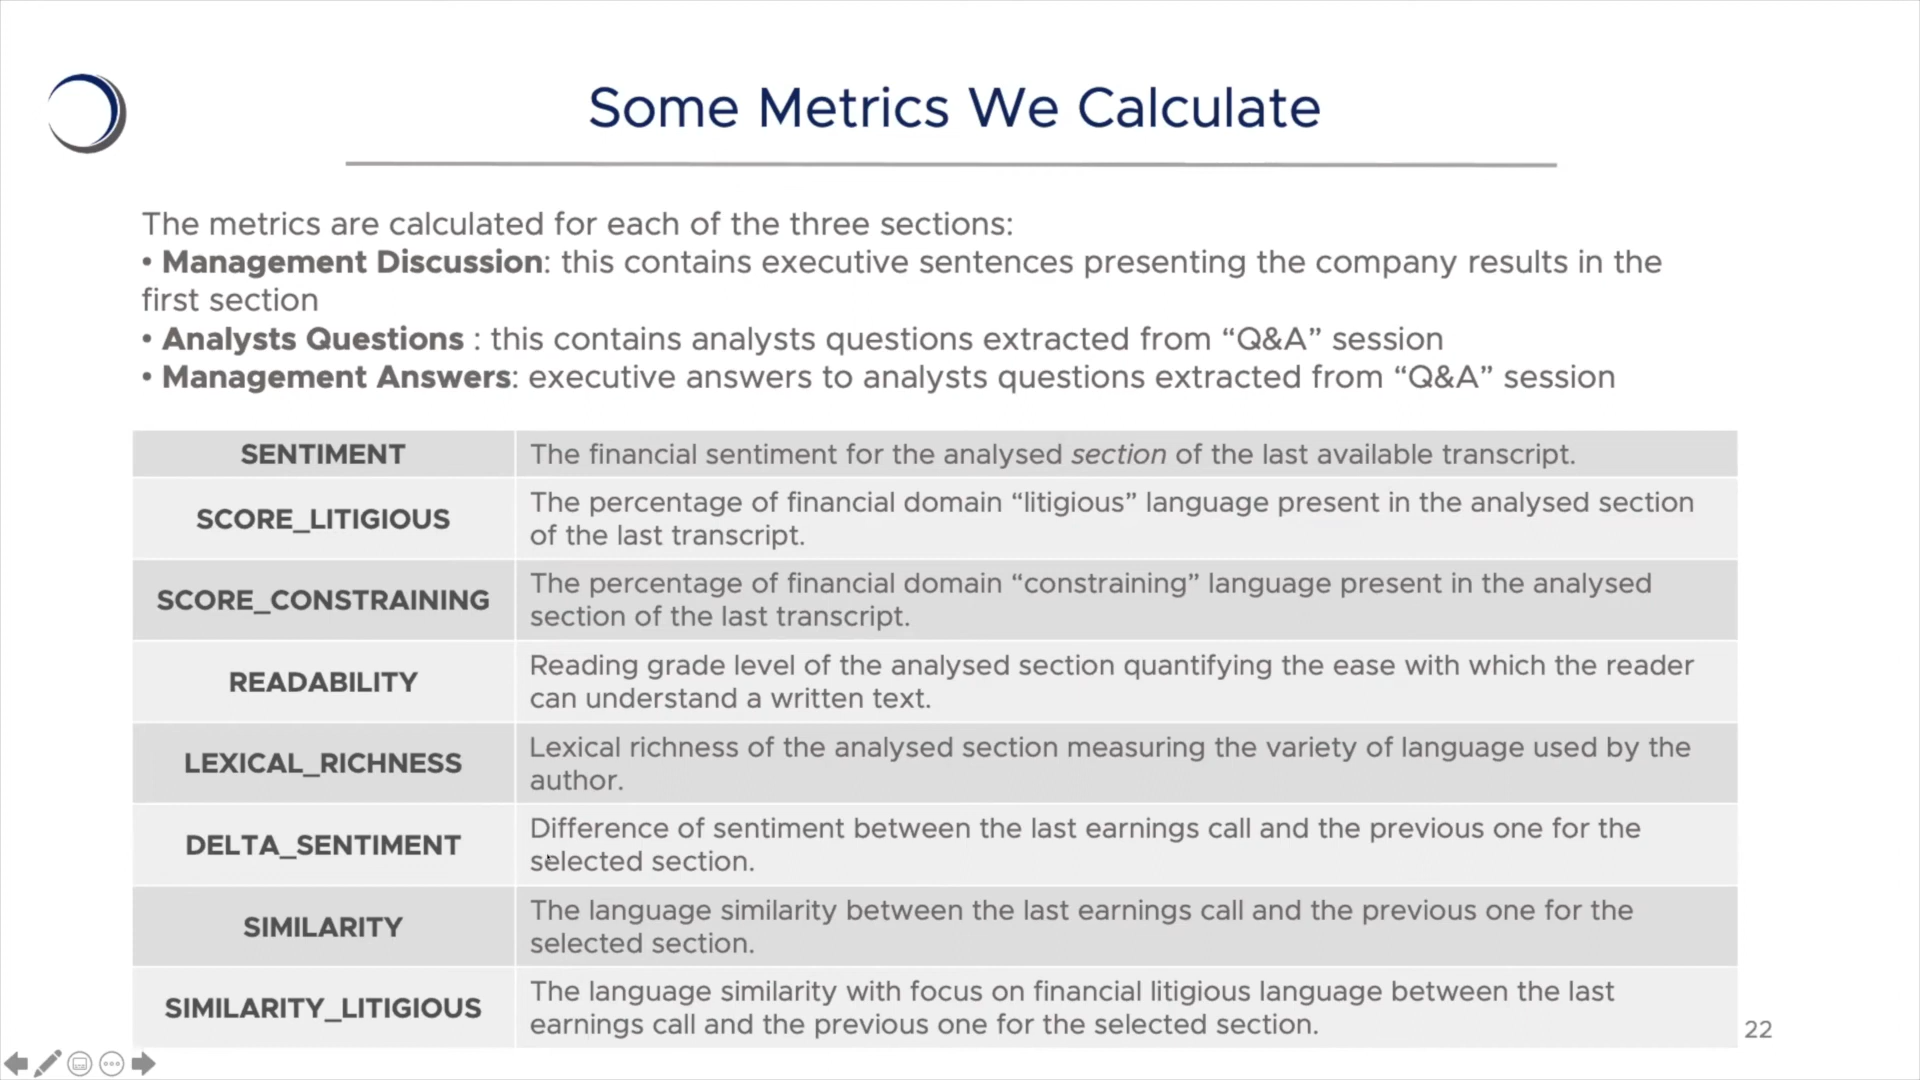 Some Metrics We Calculate
The metrics are calculated for each of the three sections:
• Management Discussion: this contains executive sentences presenting the company results in the
first section
• Analysts Questions : this contains analysts questions extracted from “Q&A” session
• Management Answers: executive answers to analysts questions extracted from “Q&A” session
SENTIMENT
The financial sentiment for the analysed section of the last available transcript.
SCORE_LITIGIOUS
The percentage of financial domain “litigious” language present in the analysed section
of the last transcript.
SCORE_CONSTRAINING
The percentage of financial domain “constraining” language present in the analysed
section of the last transcript.
READABILITY
Reading grade level of the analysed section quantifying the ease with which the reader
can understand a written text.
LEXICAL_RICHNESS
Lexical richness of the analysed section measuring the variety of language used by the
author.
DELTA_SENTIMENT
Difference of sentiment between the last earnings call and the previous one for the
selected section.
SIMILARITY
The language similarity between the last earnings call and the previous one for the
selected section.
SIMILARITY_LITIGIOUS
The language similarity with focus on financial litigious language between the last
earnings call and the previous one for the selected section.
22